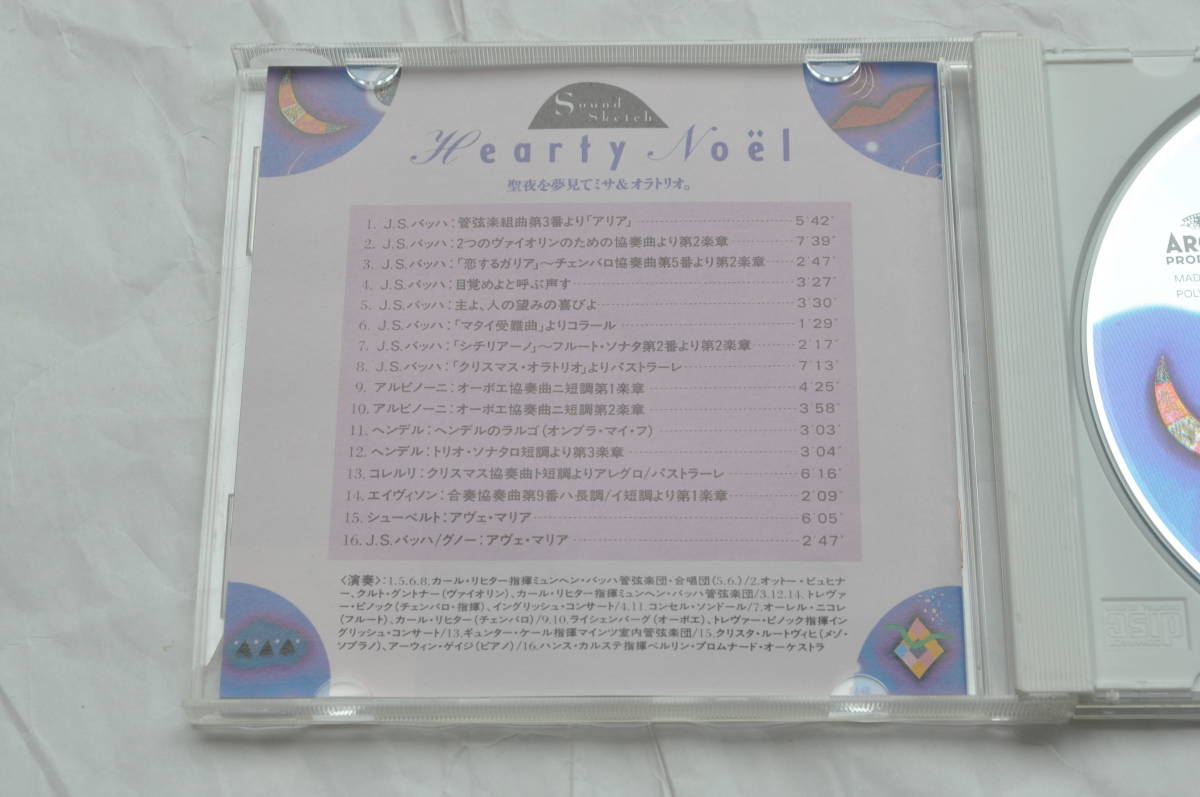 Sound
Sketch
Hearty Noël
聖夜を夢見てミサ&オラトリオ。
1. J.S.バッハ:管弦楽組曲第3番より「アリア」 5'42"
2. J.S.バッハ:2つのヴァイオリンのための協奏曲より第2楽章 7'39"
3. J.S.バッハ:「恋するガリア」〜チェンバロ協奏曲第5番より第2楽章 2'47"
4. J.S.バッハ:目覚めよと呼ぶ声す 3'27"
5. J.S.バッハ:主よ、人の望みの喜びよ 3'30"
6. J.S.バッハ:「マタイ受難曲」よりコラール 1'29"
7. J.S.バッハ:「シチリアーノ」〜フルート・ソナタ第2番より第2楽章 2'17"
8. J.S.バッハ:「クリスマス・オラトリオ」よりパストラーレ 7'13"
9. アルビノーニ:オーボエ協奏曲ニ短調第1楽章 4'25"
10. アルビノーニ:オーボエ協奏曲ニ短調第2楽章 3'58"
11. ヘンデル:ヘンデルのラルゴ(オンブラ・マイ・フ) 3'03"
12. ヘンデル:トリオ・ソナタロ短調より第3楽章 3'04"
13. コレルリ:クリスマス協奏曲ト短調よりアレグロ/パストラーレ 6'16"
14. エイヴィソン:合奏協奏曲第9番ハ長調/イ短調より第1楽章 2'09"
15. シューベルト:アヴェ・マリア 6'05"
16. J.S.バッハ/グノー:アヴェ・マリア 2'47"
〈演奏〉:1.5.6.8.カール・リヒター指揮ミュンヘン・バッハ管弦楽団・合唱団(5.6.)/2.オットー・ビュヒナ
ー、クルト・グントナー(ヴァイオリン)、カール・リヒター指揮ミュンヘン・バッハ管弦楽団/3.12.14.トレヴァ
ー・ピノック(チェンバロ・指揮)、イングリッシュ・コンサート/4.11.コンセル・ソンドール/7.オーレル・ニコレ
(フルート)、カール・リヒター(チェンバロ)/9.10.ライシェンバーグ(オーボエ)、トレヴァー・ピノック指揮イン
グリッシュ・コンサート/13.ギュンター・ケール指揮マインツ室内管弦楽団/15.クリスタ・ルートヴィヒ(メゾ・
ソプラノ)、アーウィン・ゲイジ(ピアノ)/16.ハンス・カルステ指揮ベルリン・プロムナード・オーケストラ
MAD
POL